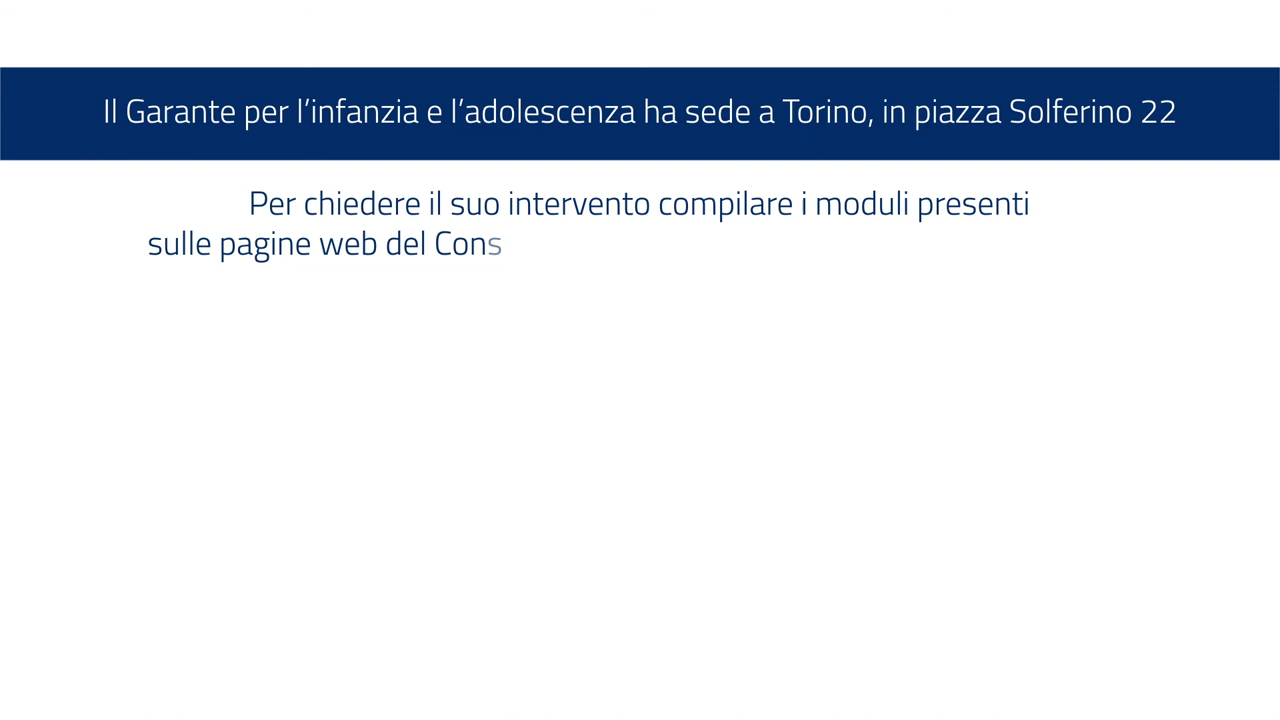 Il Garante per l’infanzia e l’adolescenza ha sede a Torino, in piazza Solferino 22
Per chiedere il suo intervento compilare i moduli presenti
sulle pagine web del Cons